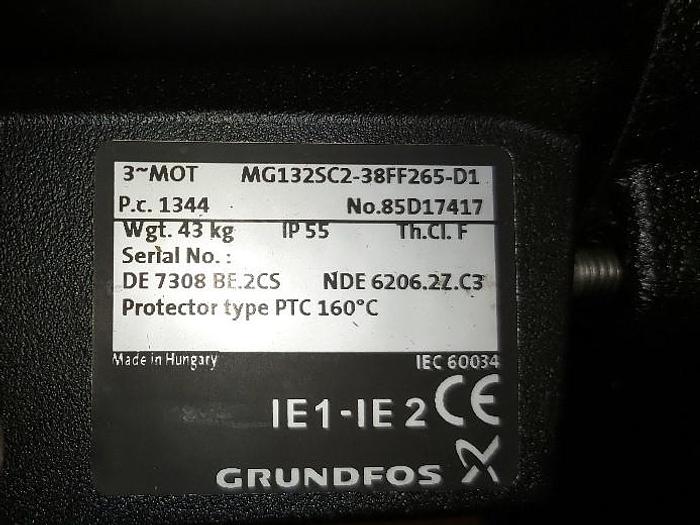 3~MOT MG132SC2-38FF265-D1
P.c. 1344 No.85D17417
Wgt. 43 kg IP 55 Th.Cl. F
Serial No. :
DE 7308 BE.2CS NDE 6206.2Z.C3
Protector type PTC 160°C
Made in Hungary IEC 60034
IE1-IE 2 CE
GRUNDFOS